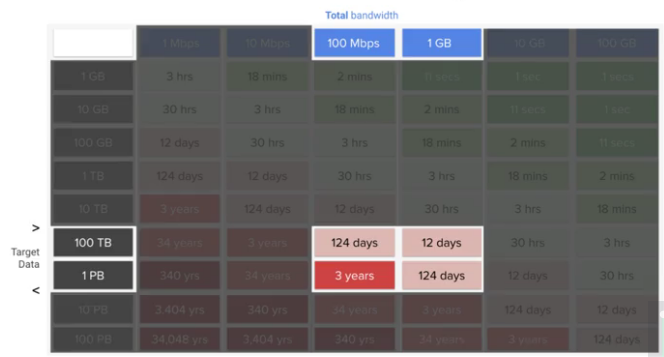 Total bandwidth
1 Mbps 10 Mbps 100 Mbps 1 GB 10 GB 100 GB
1 GB 3 hrs 18 mins 2 mins 11 secs 1 sec 1 secs
10 GB 30 hrs 3 hrs 18 mins 2 mins 11 secs 1 sec
100 GB 12 days 30 hrs 3 hrs 18 mins 2 mins 11 secs
1 TB 124 days 12 days 30 hrs 3 hrs 18 mins 2 mins
10 TB 3 years 124 days 12 days 30 hrs 3 hrs 18 mins
>
100 TB 34 years 3 years 124 days 12 days 30 hrs 3 hrs
Target
Data
1 PB 340 yrs 34 years 3 years 124 days 12 days 30 hrs
<
10 PB 3,404 yrs 340 yrs 34 years 3 years 124 days 12 days
100 PB 34,048 yrs 3,404 yrs 340 yrs 34 years 3 years 124 days